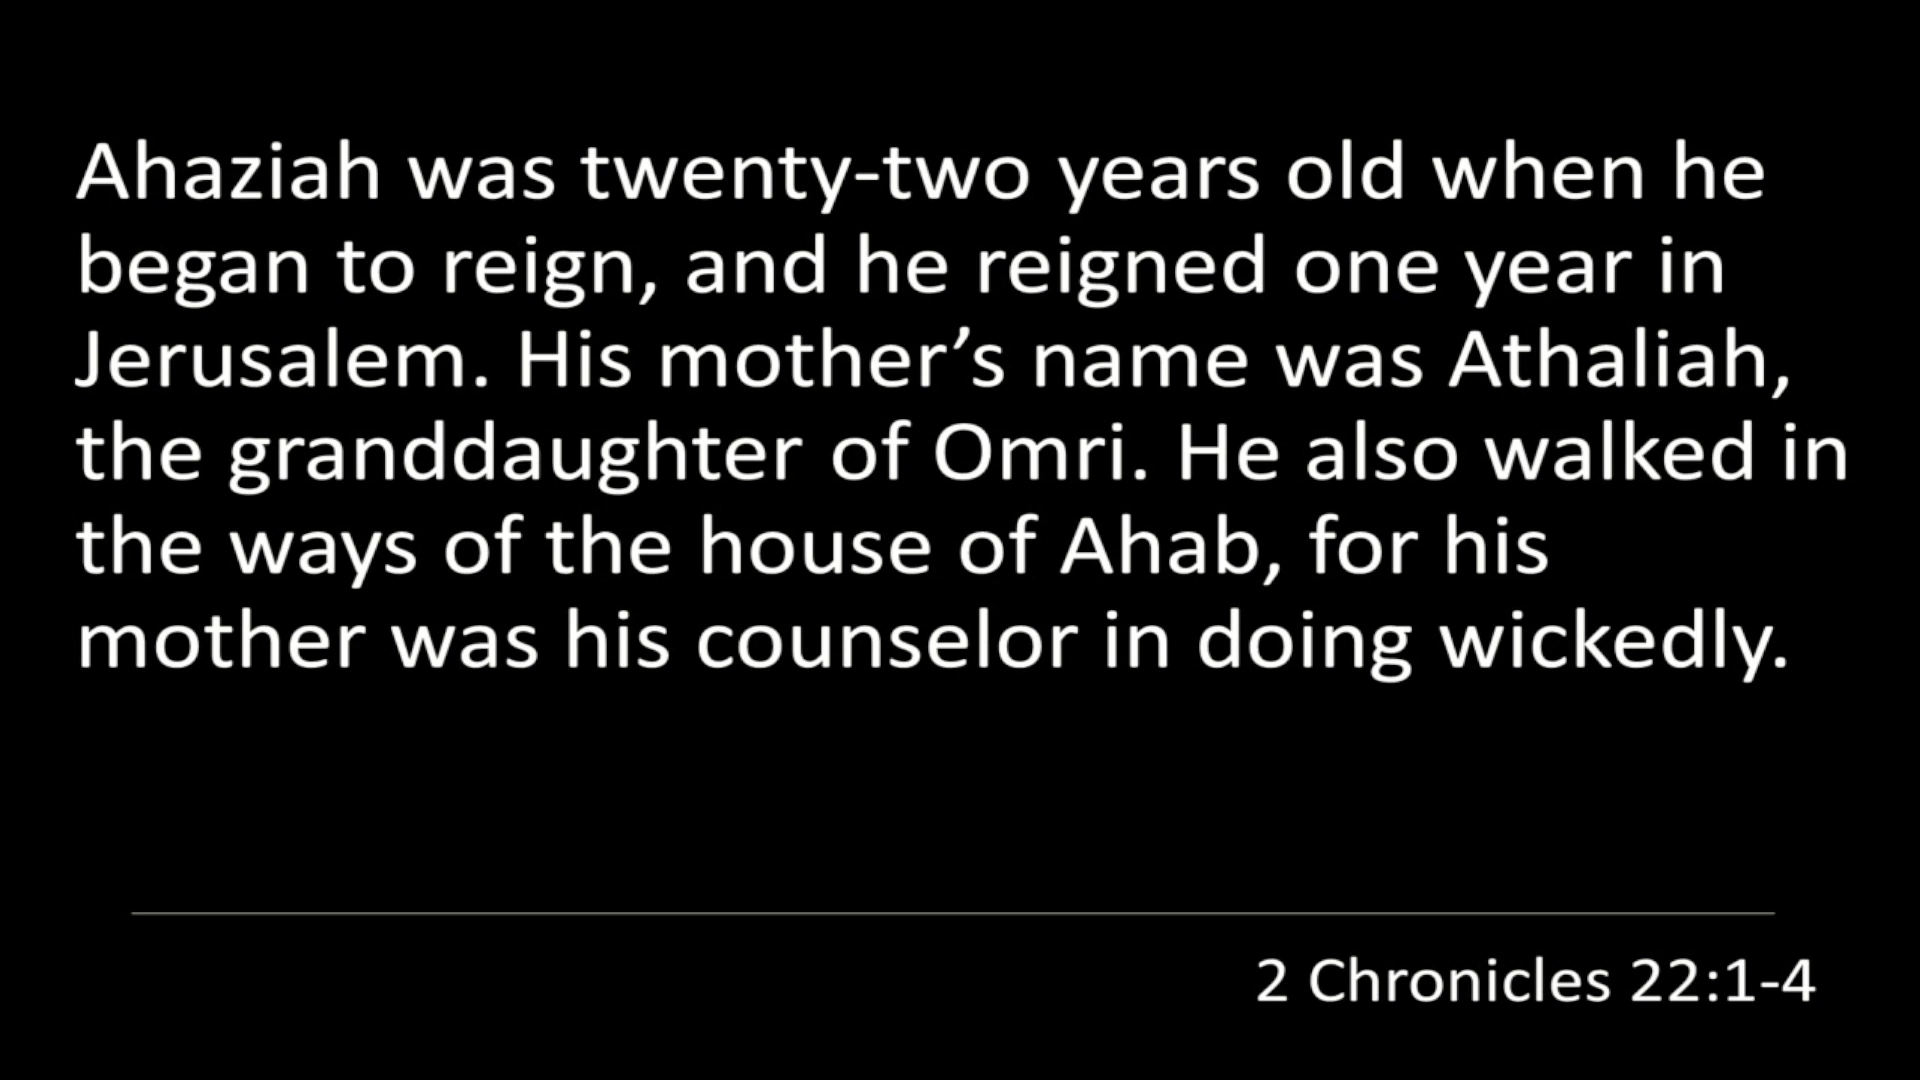 Ahaziah was twenty-two years old when he
began to reign, and he reigned one year in
Jerusalem. His mother’s name was Athaliah,
the granddaughter of Omri. He also walked in
the ways of the house of Ahab, for his
mother was his counselor in doing wickedly.
2 Chronicles 22:1-4